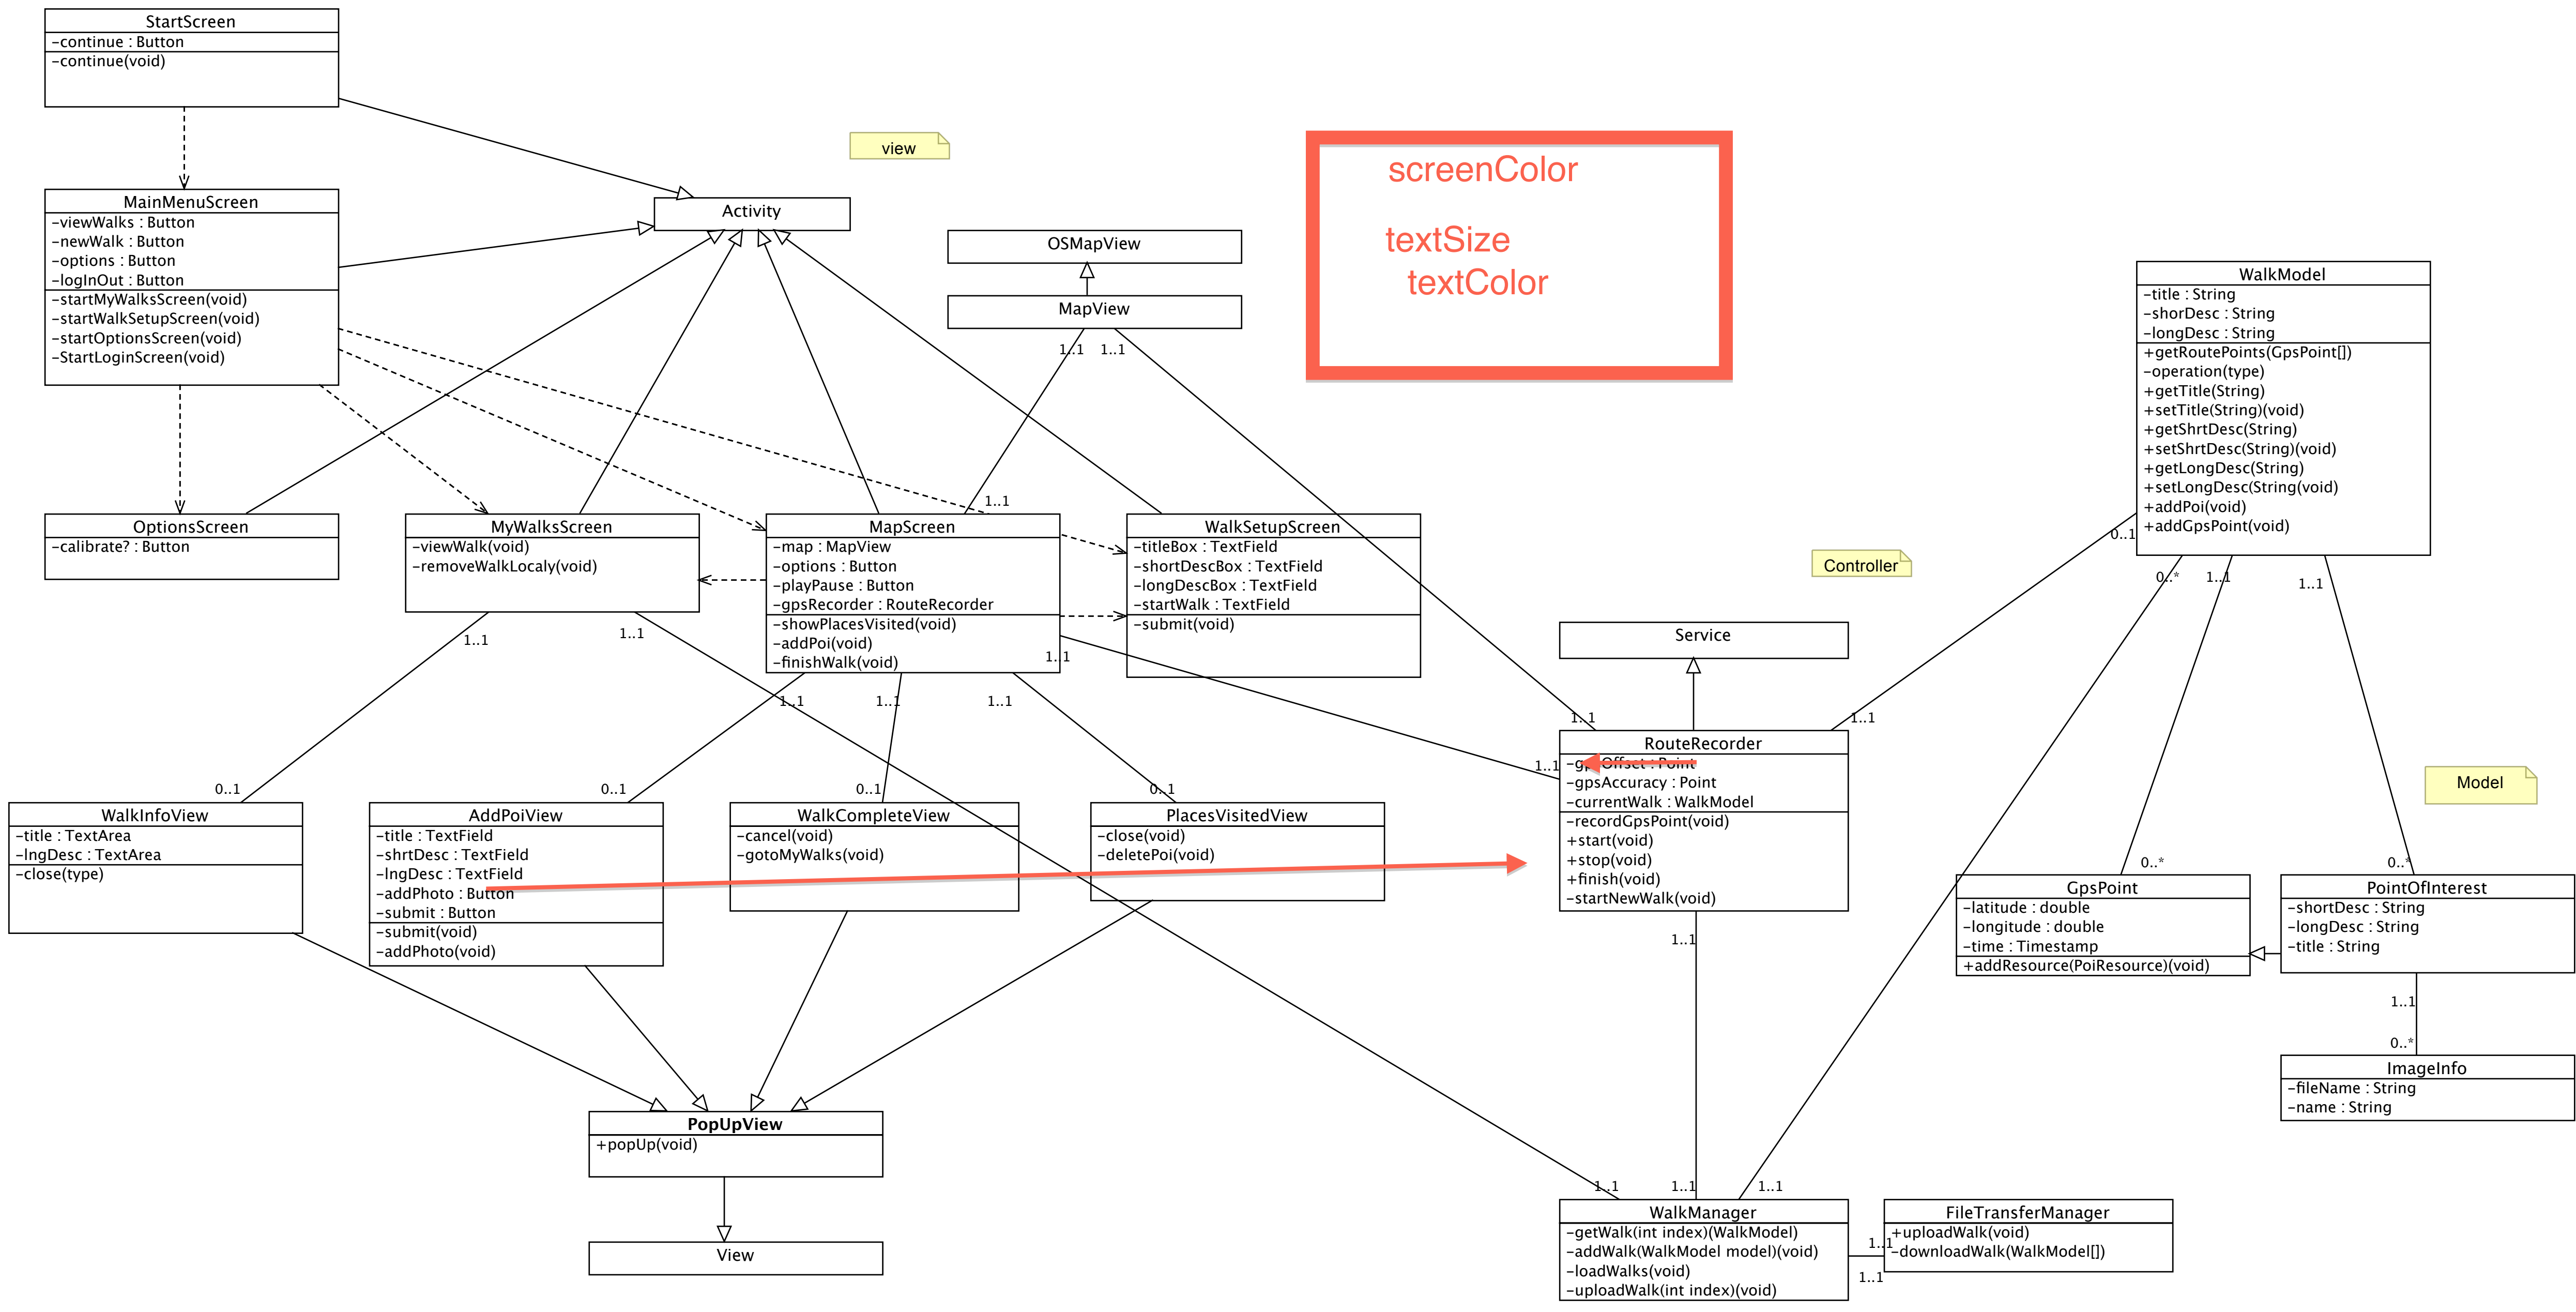 StartScreen
–continue : Button
–continue(void)
view
screenColor
textSize
textColor
MainMenuScreen
–viewWalks : Button
–newWalk : Button
–options : Button
–logInOut : Button
–startMyWalksScreen(void)
–startWalkSetupScreen(void)
–startOptionsScreen(void)
–StartLoginScreen(void)
Activity
OSMapView
MapView
1..1
1..1
WalkModel
–title : String
–shorDesc : String
–longDesc : String
+getRoutePoints(GpsPoint[])
–operation(type)
+getTitle(String)
+setTitle(String)(void)
+getShrtDesc(String)
+setShrtDesc(String)(void)
+getLongDesc(String)
+setLongDesc(String(void)
+addPoi(void)
+addGpsPoint(void)
0..1
0..*
1..1
1..1
1..1
OptionsScreen
–calibrate? : Button
MyWalksScreen
–viewWalk(void)
–removeWalkLocaly(void)
1..1
1..1
MapScreen
–map : MapView
–options : Button
–playPause : Button
–gpsRecorder : RouteRecorder
–showPlacesVisited(void)
–addPoi(void)
–finishWalk(void)
1..1
1..1
1..1
1..1
WalkSetupScreen
–titleBox : TextField
–shortDescBox : TextField
–longDescBox : TextField
–startWalk : TextField
–submit(void)
Controller
Service
1..1
1..1
1..1
RouteRecorder
–gpsOffset : Point
–gpsAccuracy : Point
–currentWalk : WalkModel
–recordGpsPoint(void)
+start(void)
+stop(void)
+finish(void)
–startNewWalk(void)
1..1
Model
0..1
0..1
0..1
0..1
WalkInfoView
–title : TextArea
–lngDesc : TextArea
–close(type)
AddPoiView
–title : TextField
–shrtDesc : TextField
–lngDesc : TextField
–addPhoto : Button
–submit : Button
–submit(void)
–addPhoto(void)
WalkCompleteView
–cancel(void)
–gotoMyWalks(void)
PlacesVisitedView
–close(void)
–deletePoi(void)
0..*
0..*
GpsPoint
–latitude : double
–longitude : double
–time : Timestamp
+addResource(PoiResource)(void)
PointOfInterest
–shortDesc : String
–longDesc : String
–title : String
1..1
0..*
ImageInfo
–fileName : String
–name : String
PopUpView
+popUp(void)
View
1..1
1..1
1..1
WalkManager
–getWalk(int index)(WalkModel)
–addWalk(WalkModel model)(void)
–loadWalks(void)
–uploadWalk(int index)(void)
1..1
1..1
FileTransferManager
+uploadWalk(void)
–downloadWalk(WalkModel[])